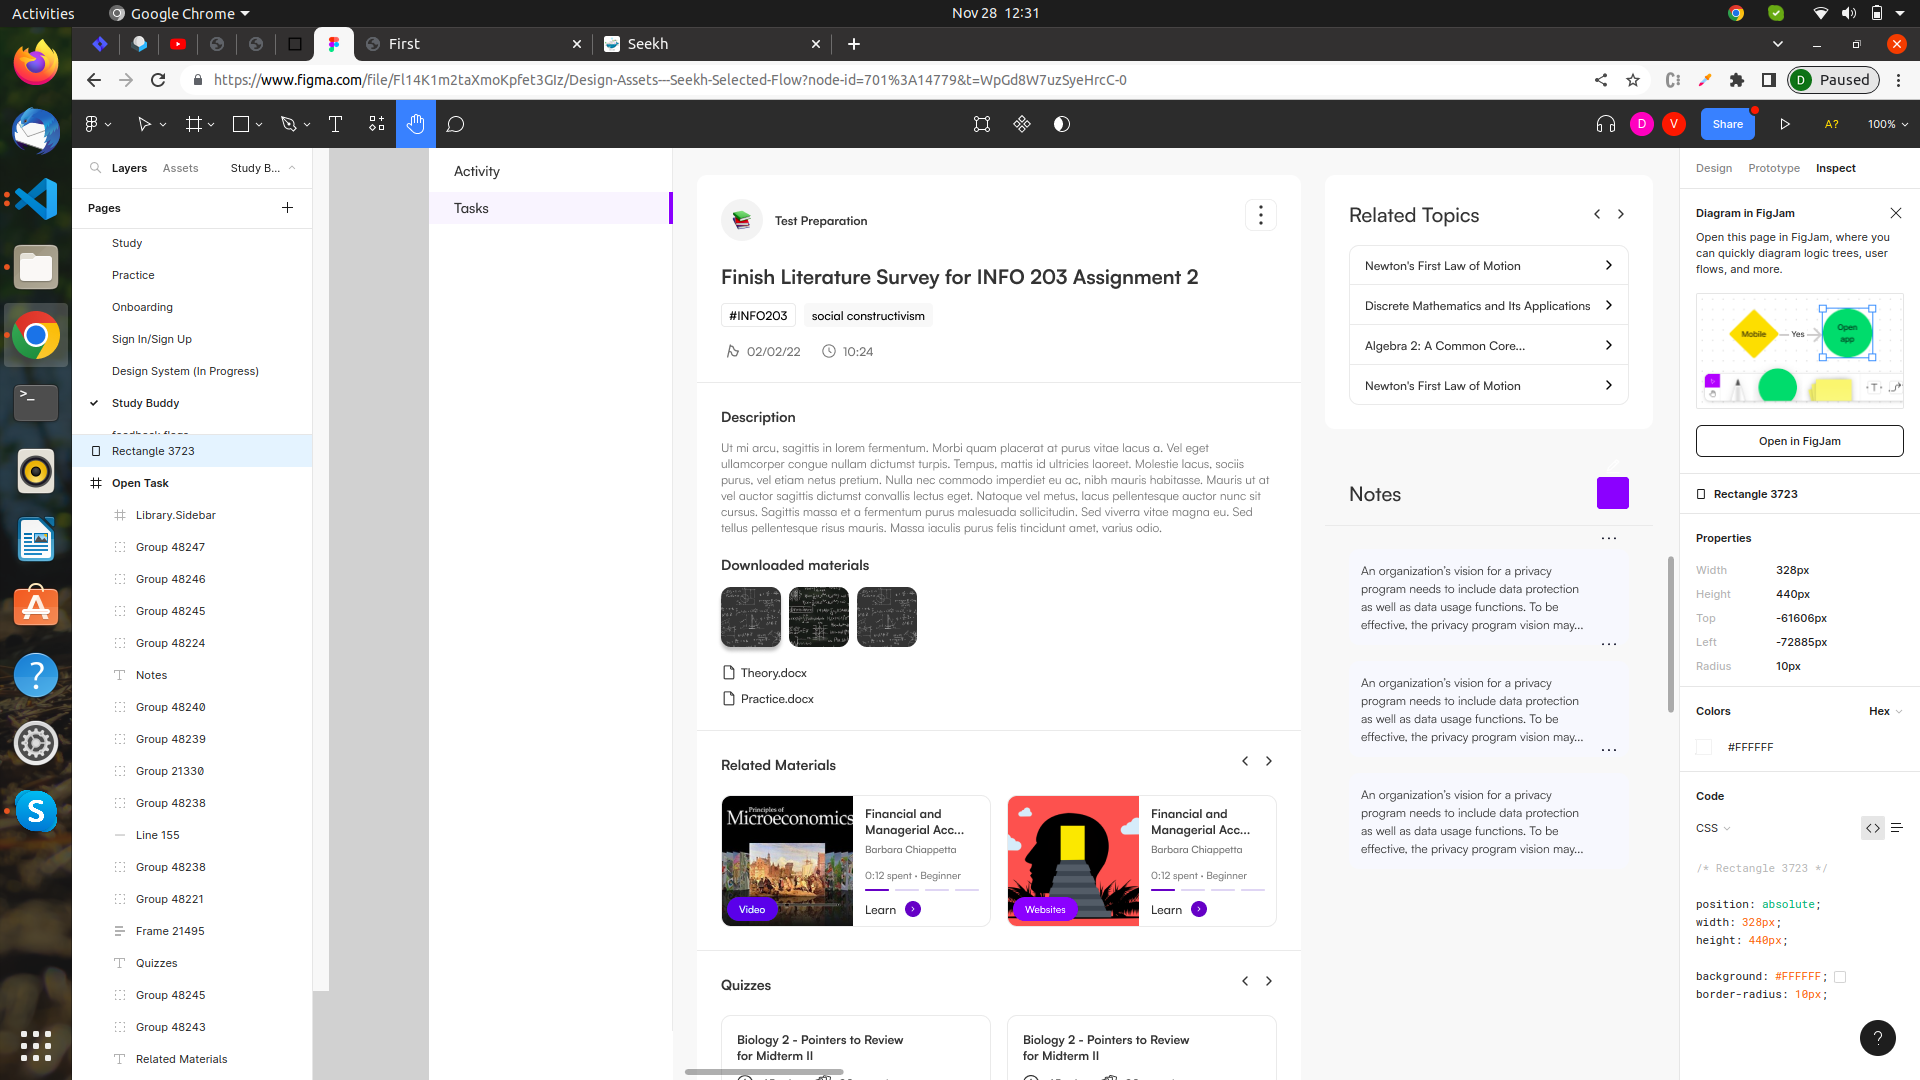 Activities
Google Chrome
Nov 28 12:31
First
Seekh
https://www.figma.com/file/Fl14K1m2taXmoKpfet3GIz/Design-Assets---Seekh-Selected-Flow?node-id=701%3A14779&t=WpGd8W7uzSyeHrcC-0
D
Paused
D
V
Share
A?
100%
Layers
Assets
Study B...
Pages
Study
Practice
Onboarding
Sign In/Sign Up
Design System (In Progress)
Study Buddy
Rectangle 3723
Open Task
Library.Sidebar
Group 48247
Group 48246
Group 48245
Group 48224
Notes
Group 48240
Group 48239
Group 21330
Group 48238
Line 155
Group 48238
Group 48221
Frame 21495
Quizzes
Group 48245
Group 48243
Related Materials
Activity
Tasks
Test Preparation
Finish Literature Survey for INFO 203 Assignment 2
#INFO203
social constructivism
02/02/22
10:24
Description
Ut mi arcu, sagittis in lorem fermentum. Morbi quam placerat at purus vitae lacus a. Vel eget
ullamcorper congue nullam dictumst turpis. Tempus, mattis id ultricies laoreet. Molestie lacus, sociis
purus, vel etiam netus pretium. Nulla nec commodo imperdiet eu ac, nibh mauris habitasse. Mauris ut at
vel auctor sagittis dictumst convallis lectus eget. Natoque vel metus, lacus pellentesque auctor nunc sit
cursus. Sagittis massa et a fermentum purus malesuada sollicitudin. Sed viverra vitae magna eu. Sed
tellus pellentesque risus mauris. Massa iaculis purus felis tincidunt amet, varius odio.
Downloaded materials
Theory.docx
Practice.docx
Related Materials
Principles of
Microeconomics
Video
Financial and
Managerial Acc...
Barbara Chiappetta
0:12 spent • Beginner
Learn
Websites
Financial and
Managerial Acc...
Barbara Chiappetta
0:12 spent • Beginner
Learn
Quizzes
Biology 2 - Pointers to Review
for Midterm II
Biology 2 - Pointers to Review
for Midterm II
Related Topics
Newton's First Law of Motion
Discrete Mathematics and Its Applications
Algebra 2: A Common Core...
Newton's First Law of Motion
Notes
An organization's vision for a privacy
program needs to include data protection
as well as data usage functions. To be
effective, the privacy program vision may...
An organization's vision for a privacy
program needs to include data protection
as well as data usage functions. To be
effective, the privacy program vision may...
An organization's vision for a privacy
program needs to include data protection
as well as data usage functions. To be
effective, the privacy program vision may...
Design
Prototype
Inspect
Diagram in FigJam
Open this page in FigJam, where you
can quickly diagram logic trees, user
flows, and more.
Mobile
Yes
Open
app
Open in FigJam
Rectangle 3723
Properties
Width 328px
Height 440px
Top -61606px
Left -72885px
Radius 10px
Colors
Hex
#FFFFFF
Code
CSS
/* Rectangle 3723 */
position: absolute;
width: 328px;
height: 440px;
background: #FFFFFF;
border-radius: 10px;
?